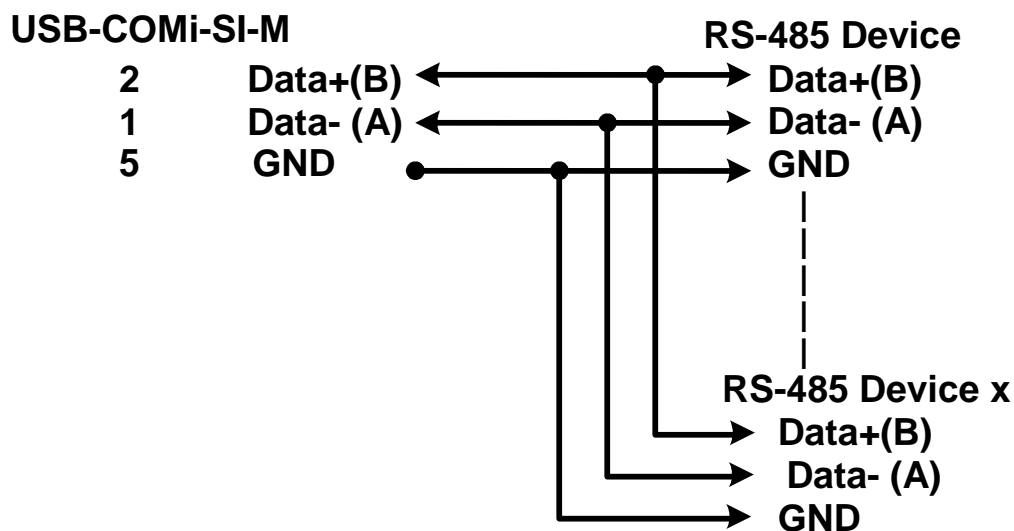 USB-COMi-SI-M RS-485 Device
2 Data+(B) Data+(B)
1 Data- (A) Data- (A)
5 GND GND
RS-485 Device x
Data+(B)
Data- (A)
GND